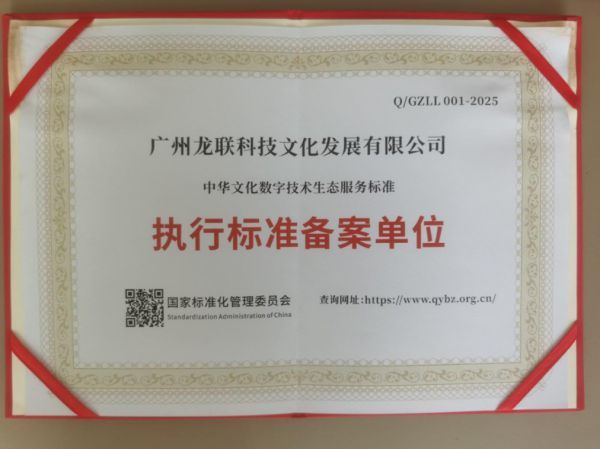 Q/GZLL 001-2025
广州龙联科技文化发展有限公司
中华文化数字技术生态服务标准
执行标准备案单位
国家标准化管理委员会
Standardization Administration of China
查询网址:https://www.qybz.org.cn/